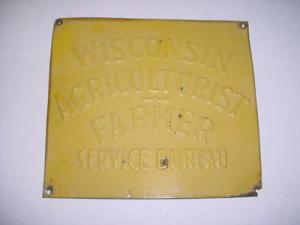 WISCONSIN
AGRICULTURIST
FARMER
SERVICE BUREAU